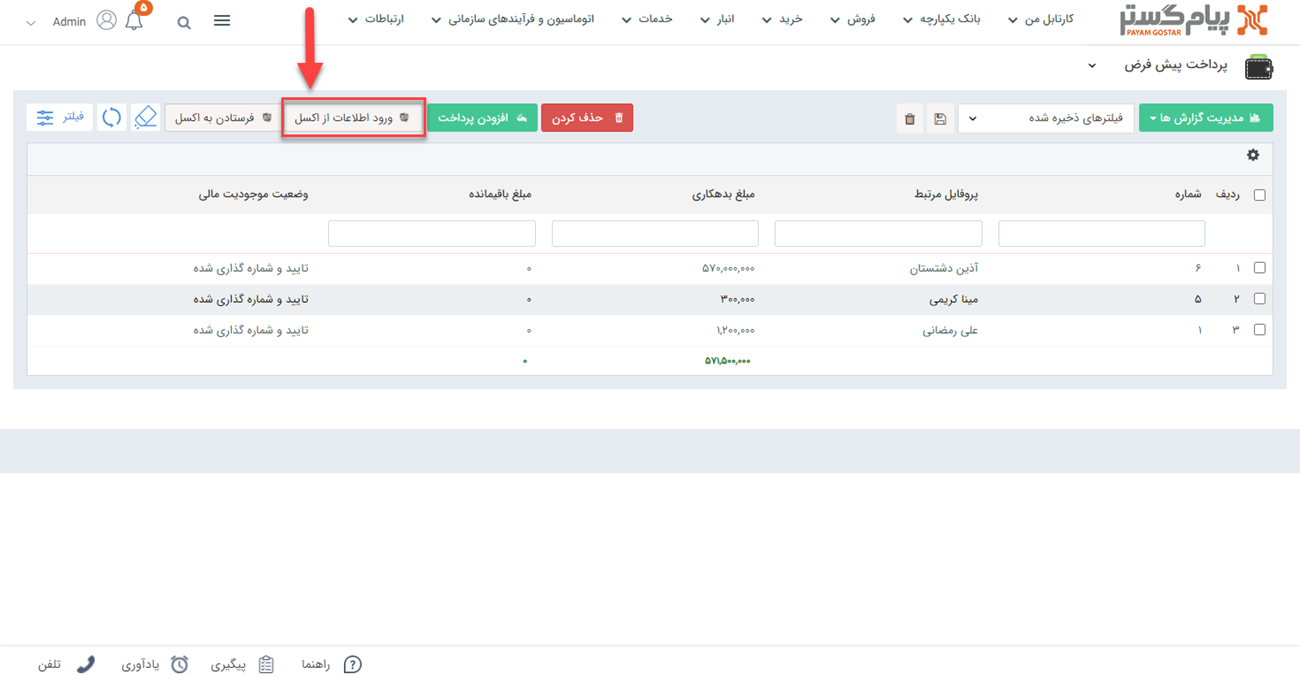 پیام گستر
PAYAM GOSTAR
کارتابل من
بانک یکپارچه
فروش
خرید
انبار
خدمات
اتوماسیون و فرآیندهای سازمانی
ارتباطات
۵
Admin
پرداخت پیش فرض
مدیریت گزارش ها
فیلترهای ذخیره شده
حذف کردن
افزودن پرداخت
ورود اطلاعات از اکسل
فرستادن به اکسل
فیلتر
ردیف شماره پروفایل مرتبط مبلغ بدهکاری مبلغ باقیمانده وضعیت موجودیت مالی
۱ ۶ آذین دشتستان ۵۷۰,۰۰۰,۰۰۰ ۰ تایید و شماره گذاری شده
۲ ۵ مینا کریمی ۳۰۰,۰۰۰ ۰ تایید و شماره گذاری شده
۳ ۱ علی رمضانی ۱,۲۰۰,۰۰۰ ۰ تایید و شماره گذاری شده
۵۷۱,۵۰۰,۰۰۰ ۰
راهنما
پیگیری
یادآوری
تلفن